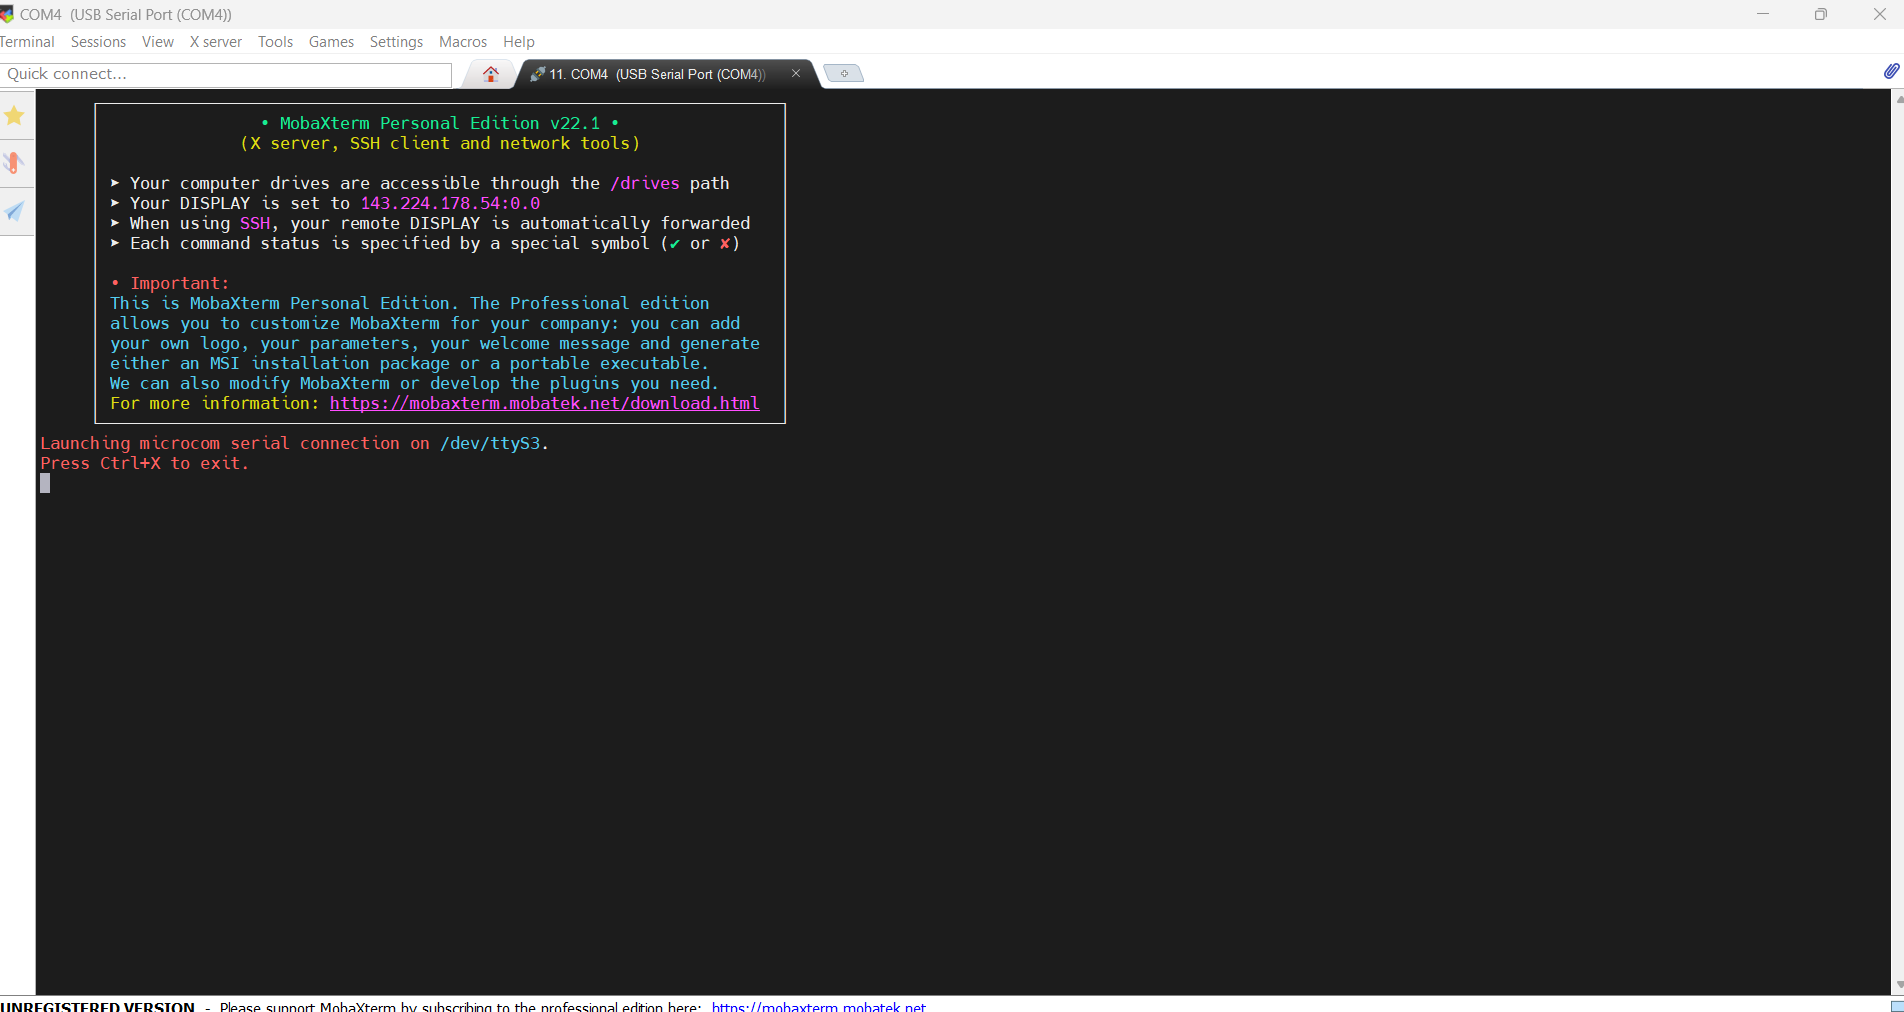 COM4 (USB Serial Port (COM4))
Terminal Sessions View X server Tools Games Settings Macros Help
Quick connect...
11. COM4 (USB Serial Port (COM4))
• MobaXterm Personal Edition v22.1 •
(X server, SSH client and network tools)
➤ Your computer drives are accessible through the /drives path
➤ Your DISPLAY is set to 143.224.178.54:0.0
➤ When using SSH, your remote DISPLAY is automatically forwarded
➤ Each command status is specified by a special symbol (✔ or ✘)
• Important:
This is MobaXterm Personal Edition. The Professional edition
allows you to customize MobaXterm for your company: you can add
your own logo, your parameters, your welcome message and generate
either an MSI installation package or a portable executable.
We can also modify MobaXterm or develop the plugins you need.
For more information: https://mobaxterm.mobatek.net/download.html
Launching microcom serial connection on /dev/ttyS3.
Press Ctrl+X to exit.
UNREGISTERED VERSION - Please support MobaXterm by subscribing to the professional edition here: https://mobaxterm.mobatek.net